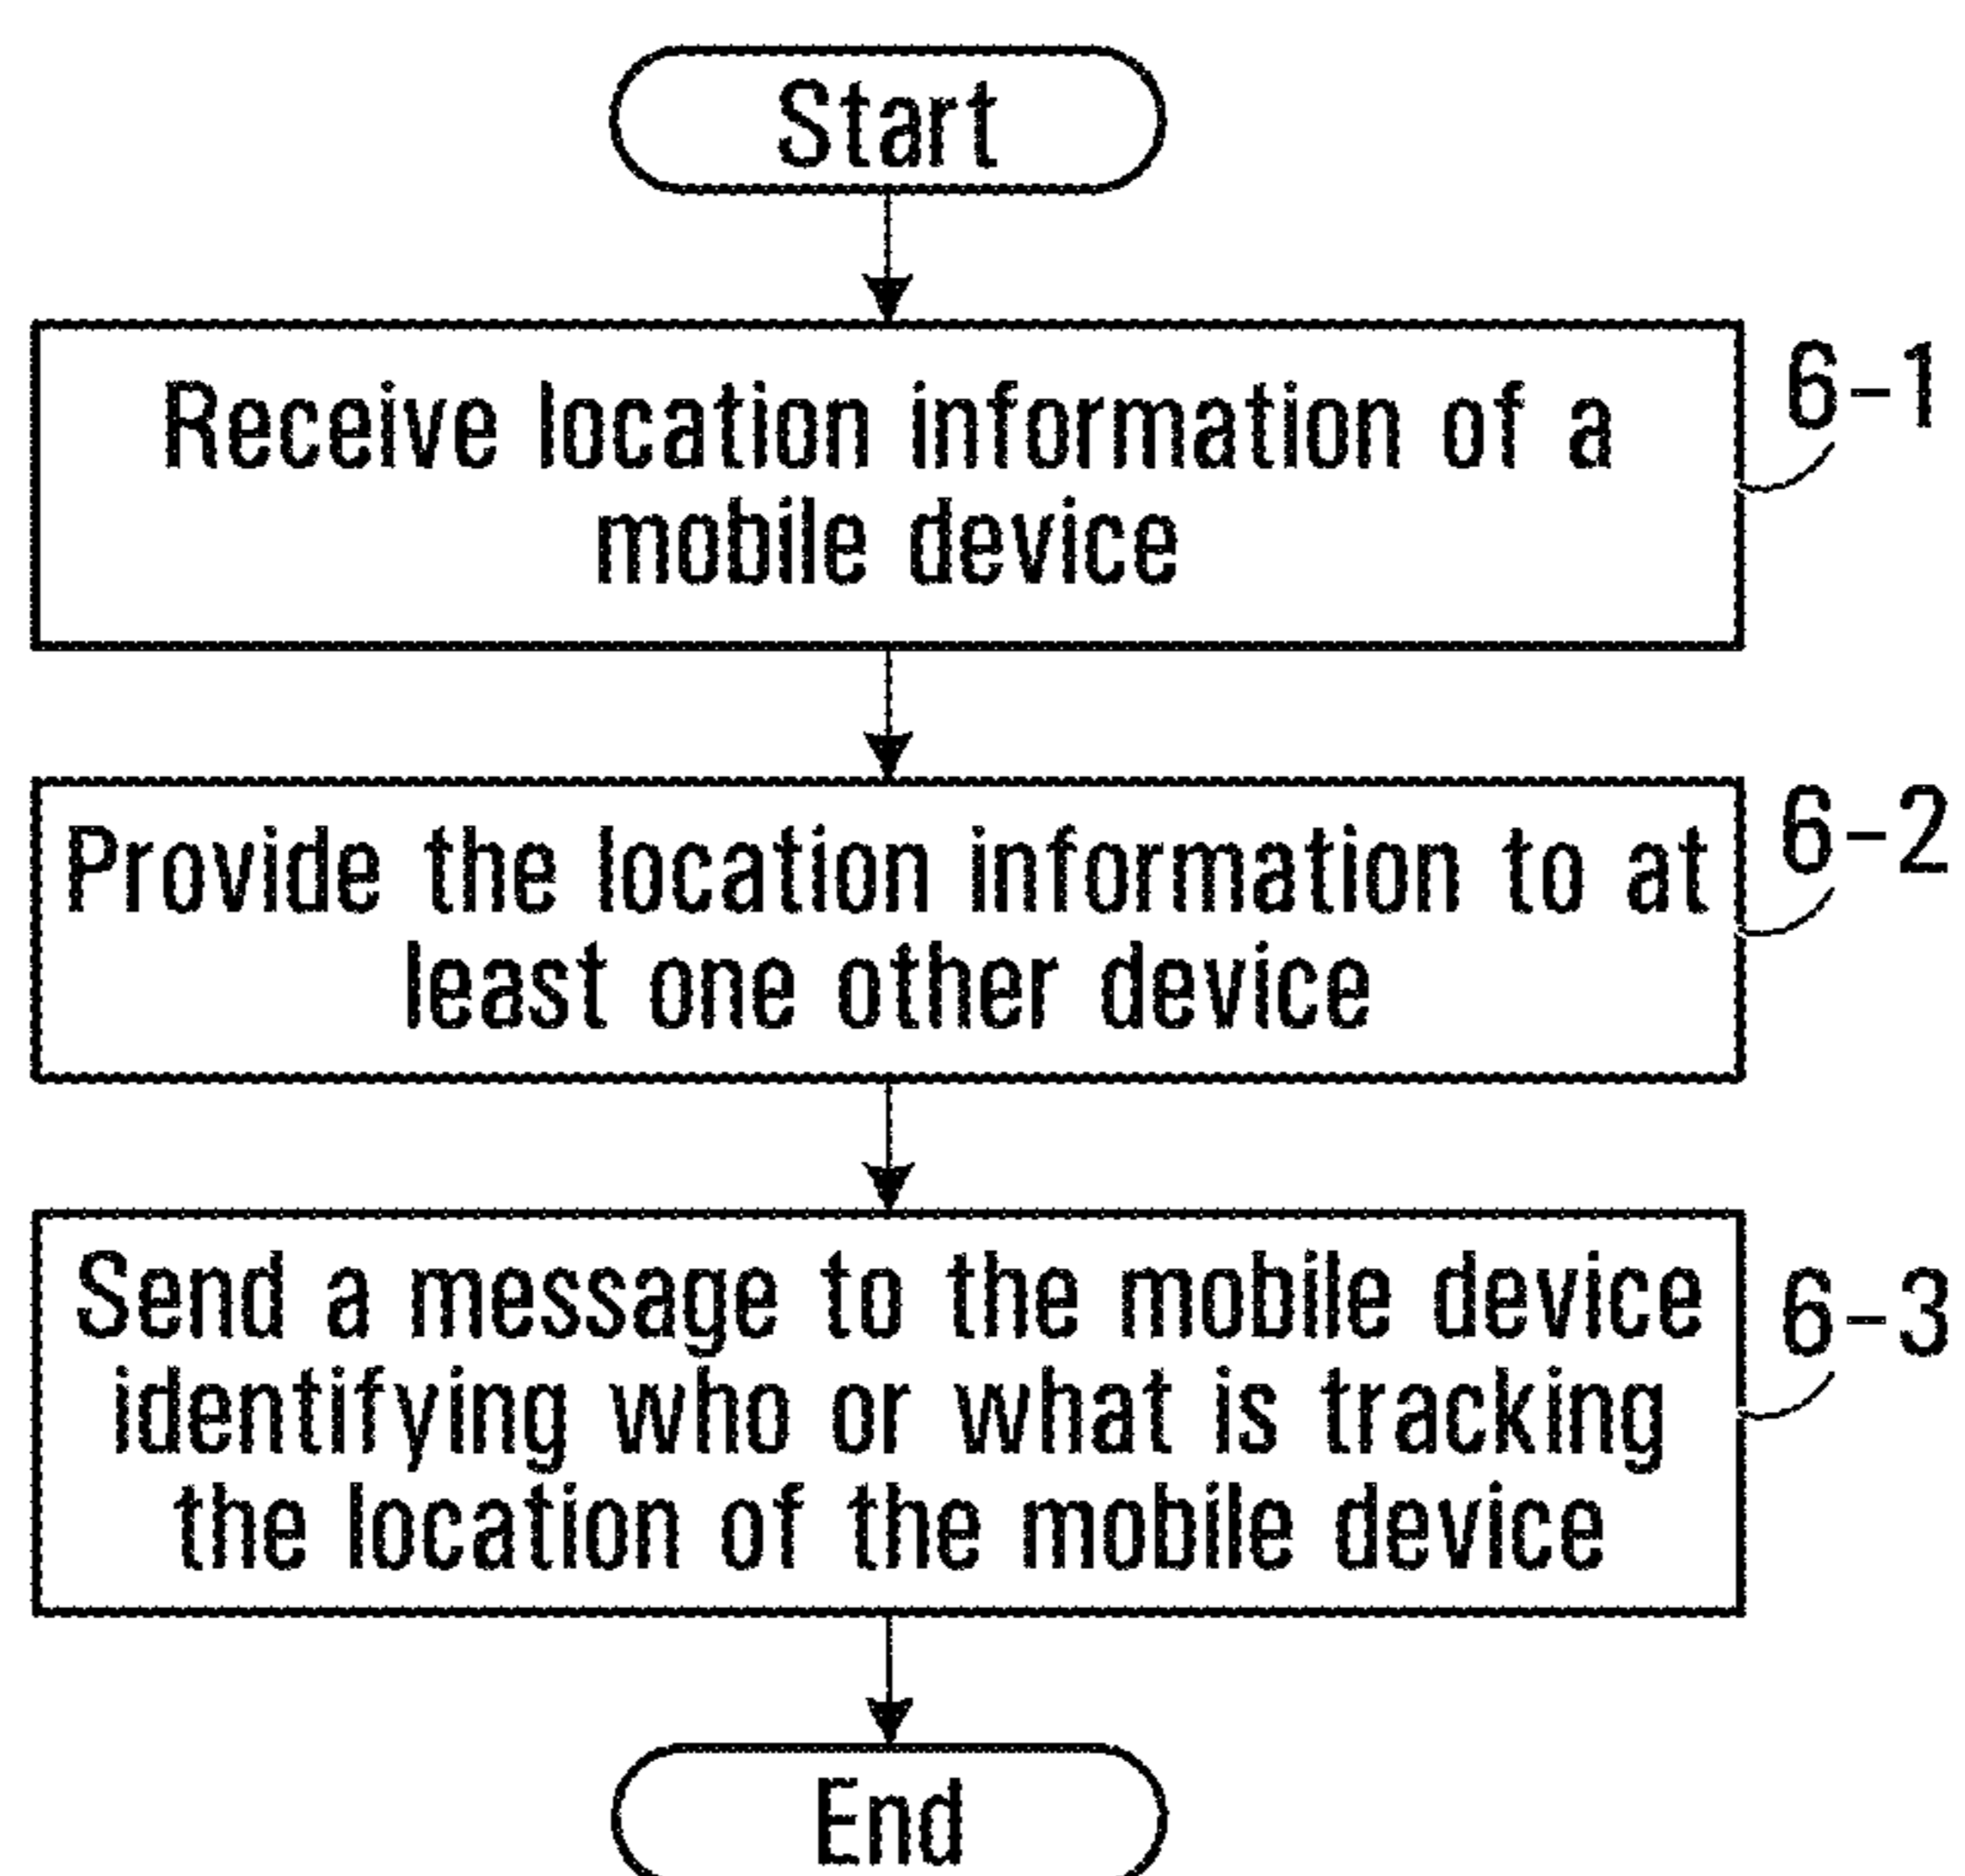 Start
Receive location information of a
mobile device
6-1
Provide the location information to at
least one other device
6-2
Send a message to the mobile device
identifying who or what is tracking
the location of the mobile device
6-3
End